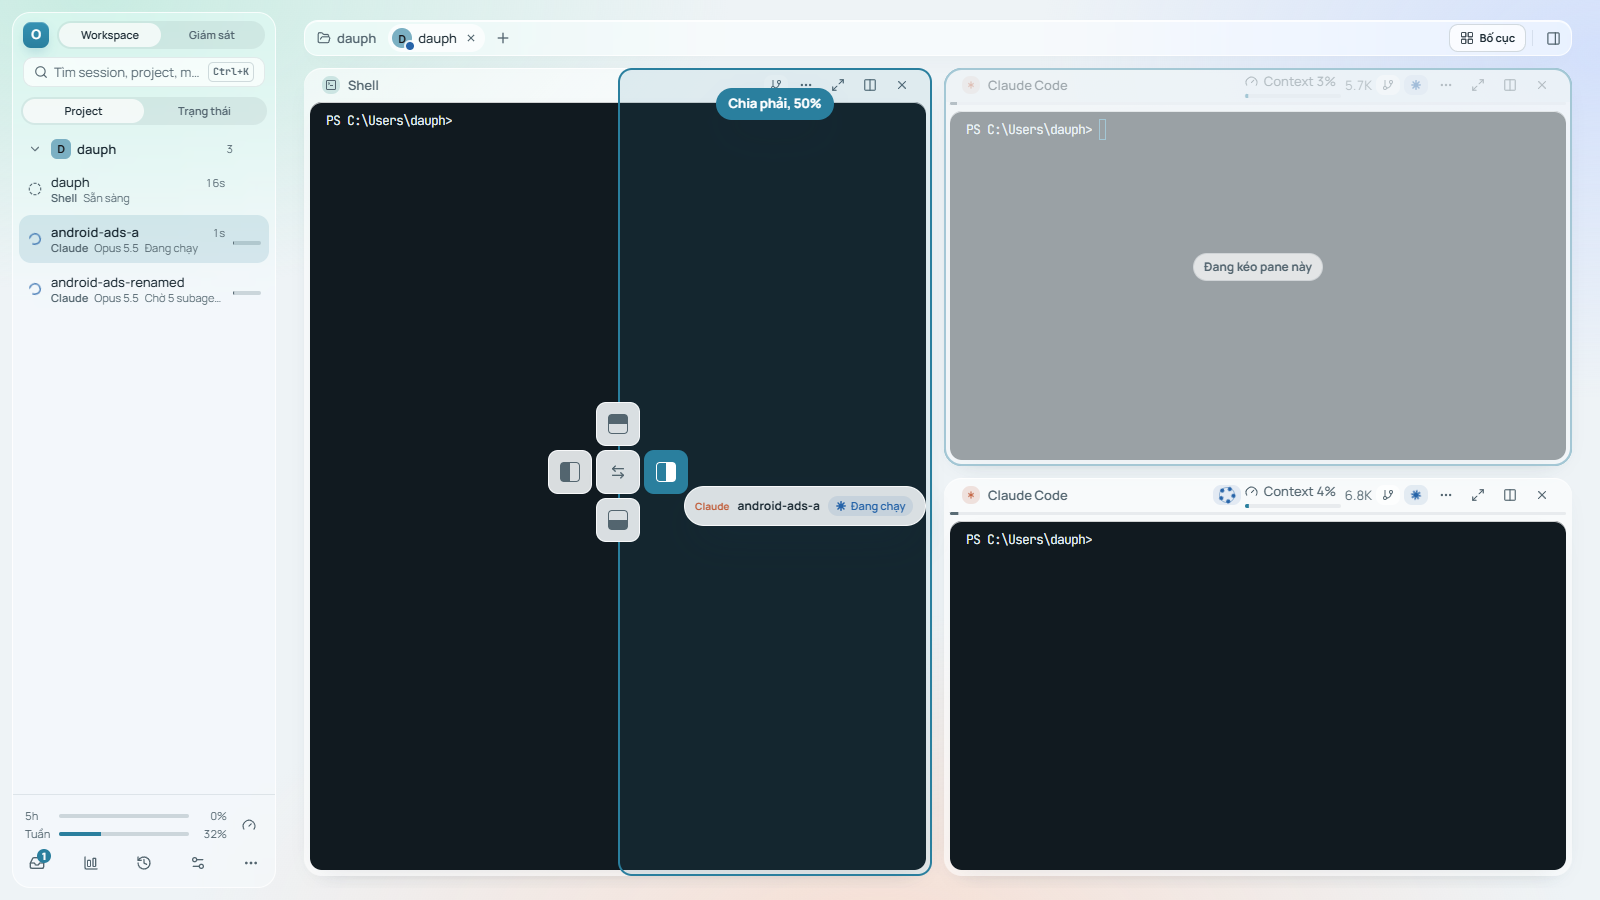 O
Workspace
Giám sát
Tìm session, project, m...
Ctrl+K
Project
Trạng thái
D dauph 3
dauph 16s
Shell Sẵn sàng
android-ads-a 1s
Claude Opus 5.5 Đang chạy
android-ads-renamed
Claude Opus 5.5 Chờ 5 subage...
5h 0%
Tuần 32%
1
dauph
D dauph
Bố cục
Shell
Chia phải, 50%
PS C:\Users\dauph>
Claude android-ads-a Đang chạy
Claude Code
Context 3% 5.7K
PS C:\Users\dauph>
Đang kéo pane này
Claude Code
Context 4% 6.8K
PS C:\Users\dauph>